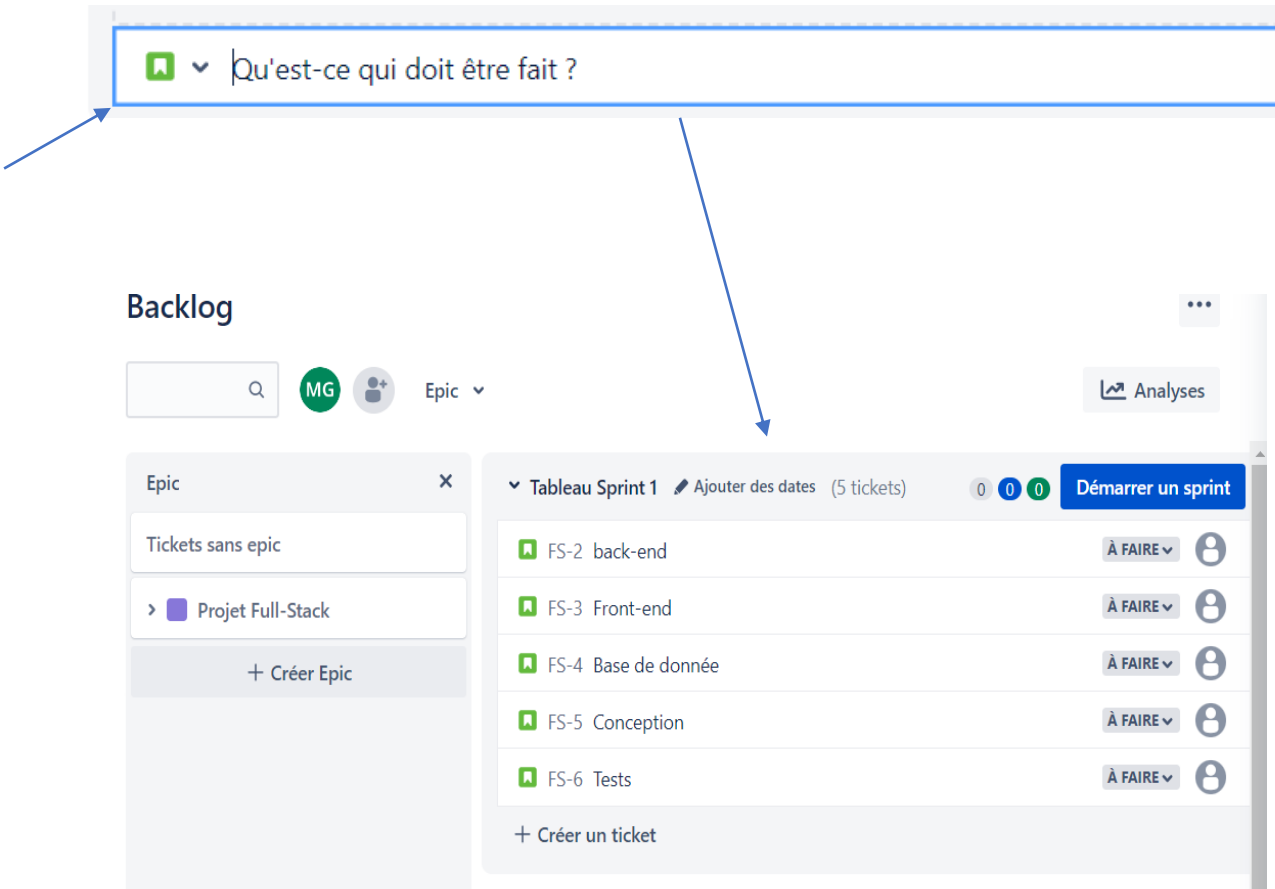 Qu'est-ce qui doit être fait ?
Backlog
MG Epic Analyses
Epic
Tickets sans epic
Projet Full-Stack
+ Créer Epic
Tableau Sprint 1 Ajouter des dates (5 tickets) 0 0 0 Démarrer un sprint
FS-2 back-end À FAIRE
FS-3 Front-end À FAIRE
FS-4 Base de donnée À FAIRE
FS-5 Conception À FAIRE
FS-6 Tests À FAIRE
+ Créer un ticket